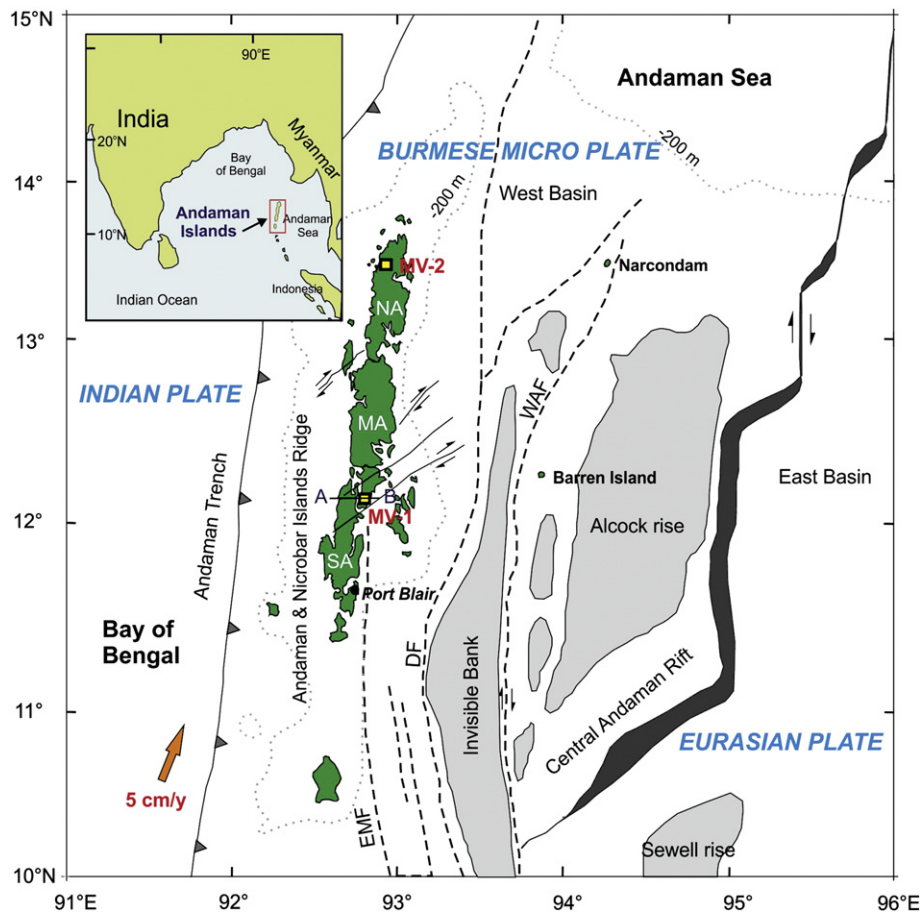 15°N
14°
13°
12°
11°
10°N
91°E
92°
93°
94°
95°
96°E
90°E
India
20°N
Bay
of Bengal
Myanmar
Andaman
Islands
Andaman
Sea
10°N
Indonesia
Indian Ocean
Andaman Sea
BURMESE MICRO PLATE
-200 m
-200 m
West Basin
MV-2
Narcondam
NA
INDIAN PLATE
WAF
MA
Andaman Trench
Andaman & Nicrobar Islands Ridge
A
B
MV-1
Barren Island
East Basin
Alcock rise
SA
Port Blair
Bay of
Bengal
DF
Invisible Bank
Central Andaman Rift
EURASIAN PLATE
5 cm/y
EMF
Sewell rise